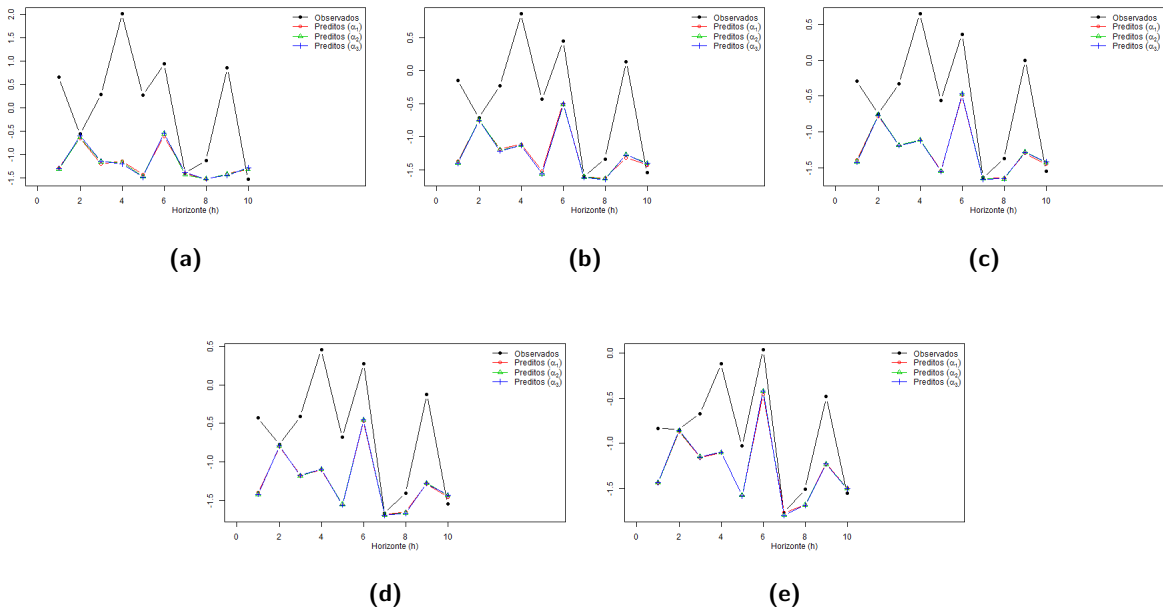 Observados
Preditos (α₁)
Preditos (α₂)
Preditos (α₃)
-1.5 -1.0 -0.5 0.0 0.5 1.0 1.5 2.0
0 2 4 6 8 10
Horizonte (h)
(a)
Observados
Preditos (α₁)
Preditos (α₂)
Preditos (α₃)
-1.5 -1.0 -0.5 0.0 0.5
0 2 4 6 8 10
Horizonte (h)
(b)
Observados
Preditos (α₁)
Preditos (α₂)
Preditos (α₃)
-1.5 -1.0 -0.5 0.0 0.5
0 2 4 6 8 10
Horizonte (h)
(c)
Observados
Preditos (α₁)
Preditos (α₂)
Preditos (α₃)
-1.5 -1.0 -0.5 0.0 0.5
0 2 4 6 8 10
Horizonte (h)
(d)
Observados
Preditos (α₁)
Preditos (α₂)
Preditos (α₃)
-1.5 -1.0 -0.5 0.0
0 2 4 6 8 10
Horizonte (h)
(e)